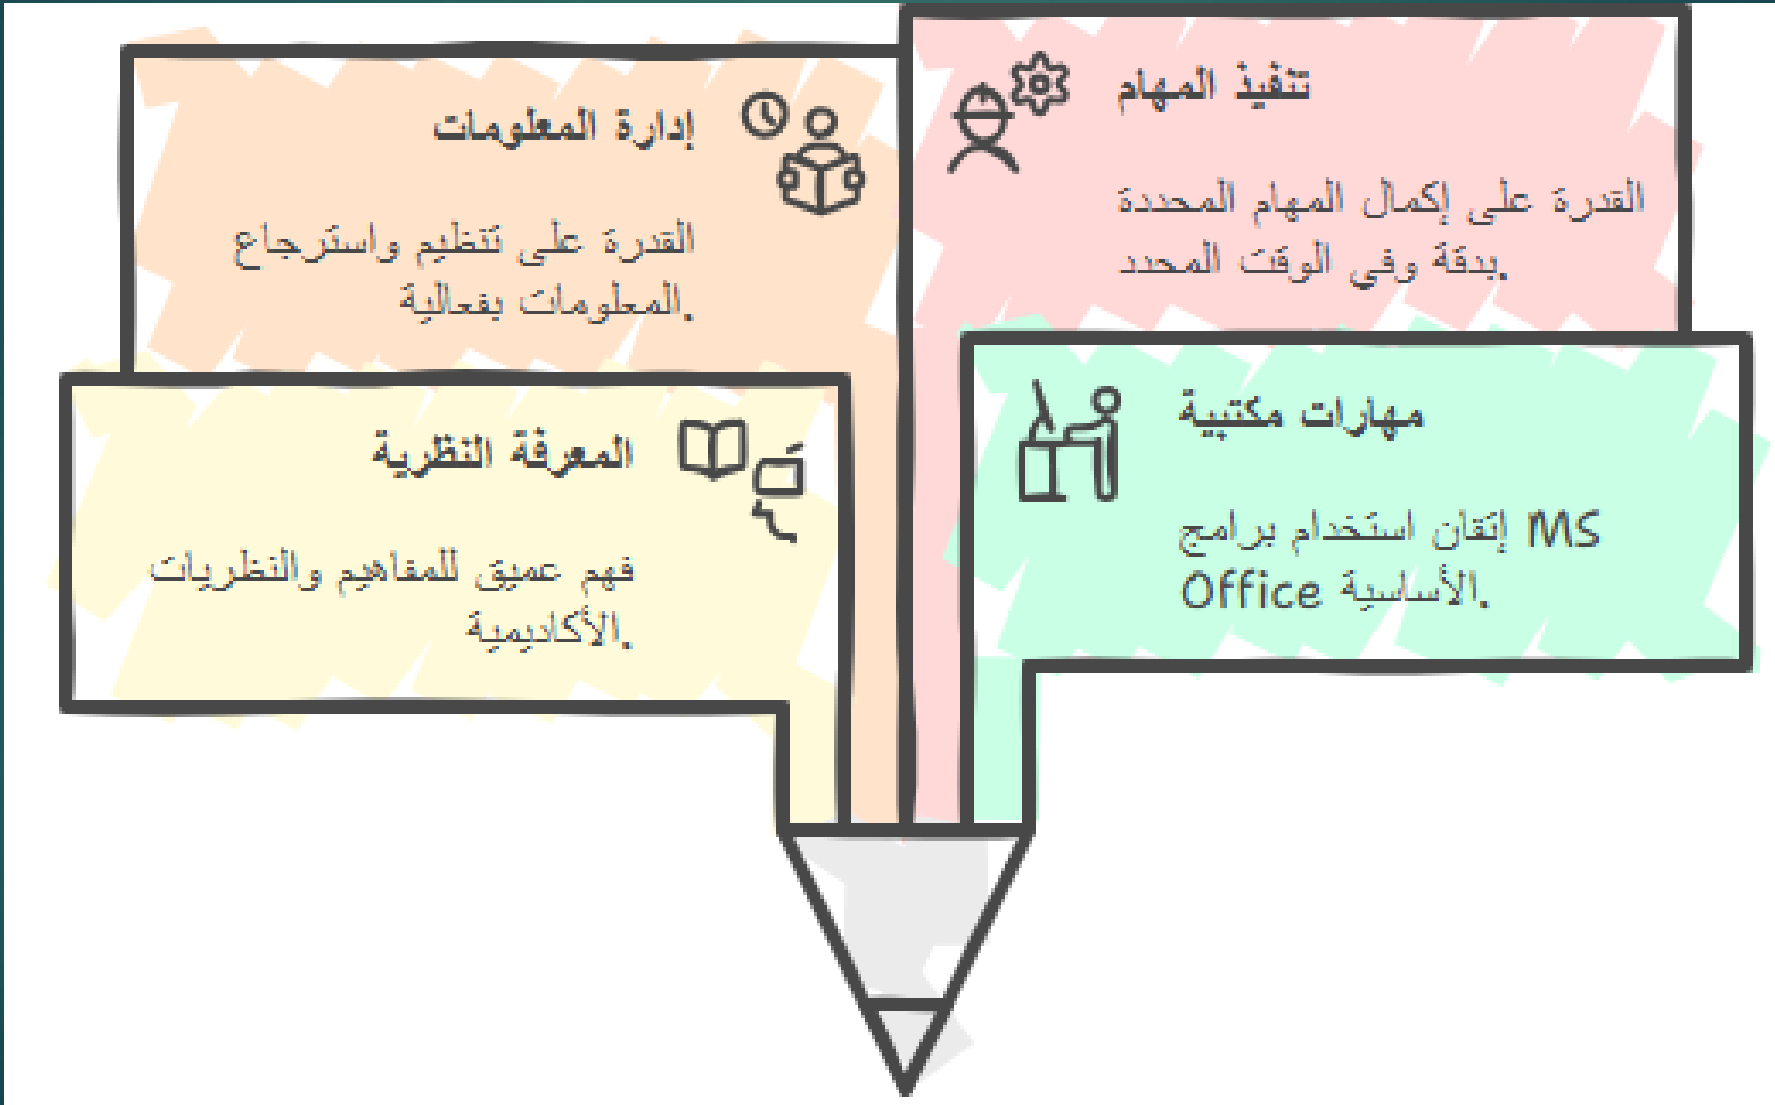 تنفيذ المهام
القدرة على إكمال المهام المحددة
بدقة وفي الوقت المحدد.
إدارة المعلومات
القدرة على تنظيم واسترجاع
المعلومات بفعالية.
مهارات مكتبية
إتقان استخدام برامج MS
Office الأساسية.
المعرفة النظرية
فهم عميق للمفاهيم والنظريات
الأكاديمية.